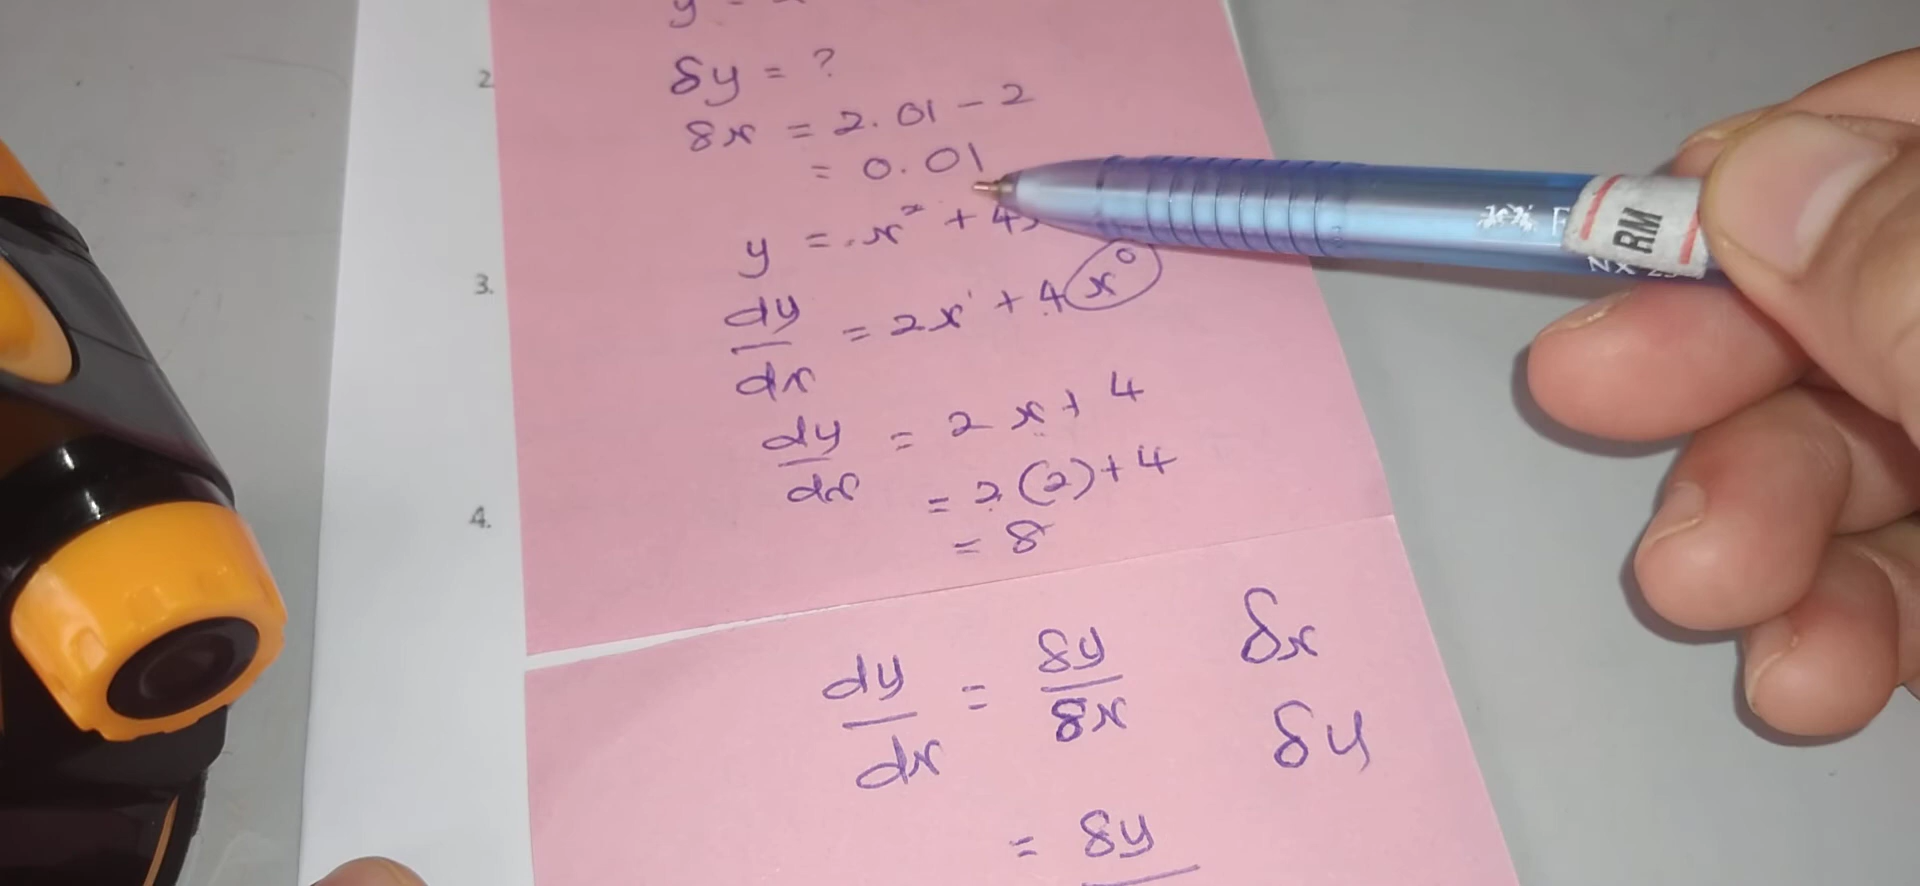 y =
2.
δy = ?
δx = 2.01 - 2
= 0.01
y = x² + 4x
3.
dy/dx = 2x¹ + 4x⁰
dy/dx = 2x + 4
= 2(2) + 4
4.
= 8
dy/dx = δy/δx
δx
δy
= δy
RM